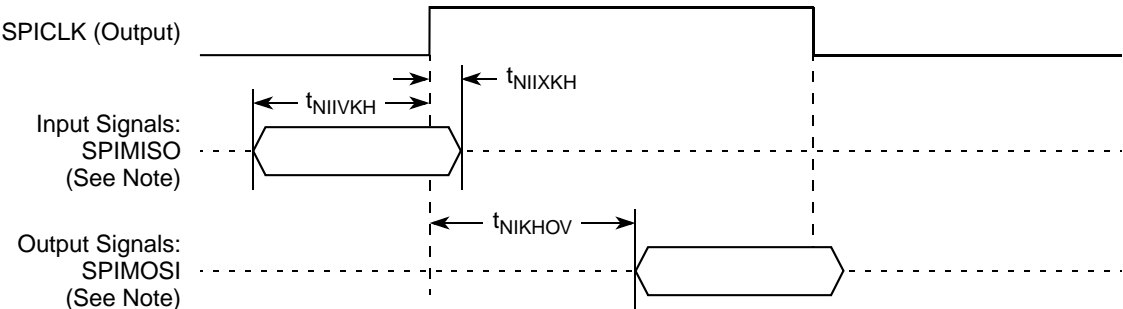 SPICLK (Output)
tNIIXKH
tNIIVKH
Input Signals:
SPIMISO
(See Note)
tNIKHOV
Output Signals:
SPIMOSI
(See Note)